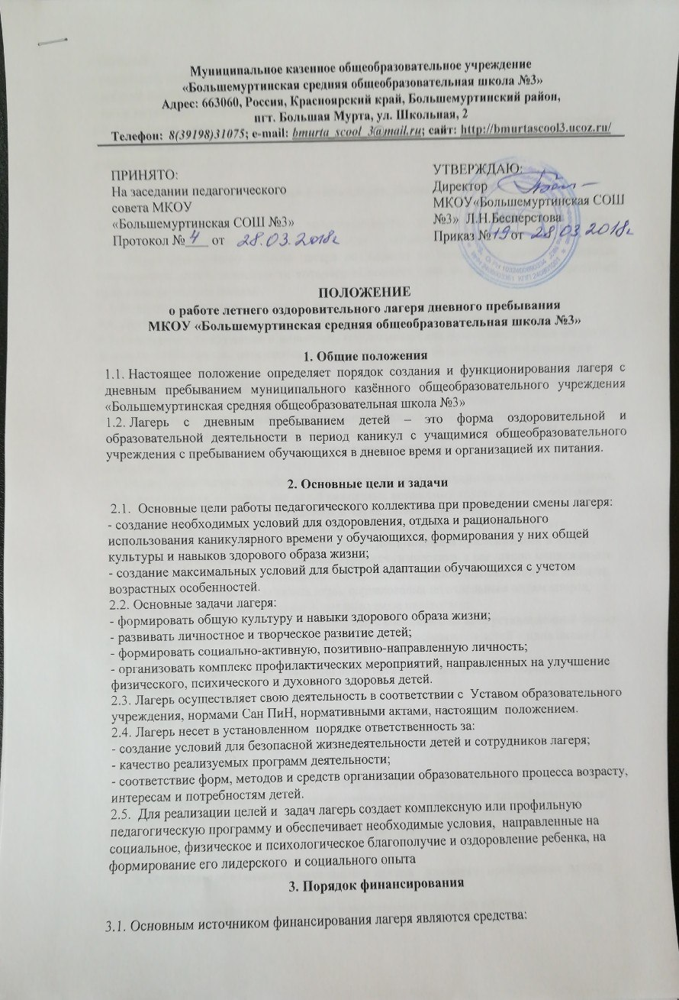 Муниципальное казенное общеобразовательное учреждение
«Большемуртинская средняя общеобразовательная школа №3»
Адрес: 663060, Россия, Красноярский край, Большемуртинский район,
пгт. Большая Мурта, ул. Школьная, 2
Телефон: 8(39198)31075; e-mail: bmurta_scool_3@mail.ru; сайт: http://bmurtascool3.ucoz.ru/
ПРИНЯТО:
На заседании педагогического
совета МКОУ
«Большемуртинская СОШ №3»
Протокол № 4 от 28.03.2018г
УТВЕРЖДАЮ:
Директор
МКОУ«Большемуртинская СОШ
№3» Л.Н.Бесперстова
Приказ № 19 от 28.03.2018г
ПОЛОЖЕНИЕ
о работе летнего оздоровительного лагеря дневного пребывания
МКОУ «Большемуртинская средняя общеобразовательная школа №3»
1. Общие положения
1.1. Настоящее положение определяет порядок создания и функционирования лагеря с
дневным пребыванием муниципального казённого общеобразовательного учреждения
«Большемуртинская средняя общеобразовательная школа №3»
1.2. Лагерь с дневным пребыванием детей – это форма оздоровительной и
образовательной деятельности в период каникул с учащимися общеобразовательного
учреждения с пребыванием обучающихся в дневное время и организацией их питания.
2. Основные цели и задачи
2.1. Основные цели работы педагогического коллектива при проведении смены лагеря:
- создание необходимых условий для оздоровления, отдыха и рационального
использования каникулярного времени у обучающихся, формирования у них общей
культуры и навыков здорового образа жизни;
- создание максимальных условий для быстрой адаптации обучающихся с учетом
возрастных особенностей.
2.2. Основные задачи лагеря:
- формировать общую культуру и навыки здорового образа жизни;
- развивать личностное и творческое развитие детей;
- формировать социально-активную, позитивно-направленную личность;
- организовать комплекс профилактических мероприятий, направленных на улучшение
физического, психического и духовного здоровья детей.
2.3. Лагерь осуществляет свою деятельность в соответствии с Уставом образовательного
учреждения, нормами Сан ПиН, нормативными актами, настоящим положением.
2.4. Лагерь несет в установленном порядке ответственность за:
- создание условий для безопасной жизнедеятельности детей и сотрудников лагеря;
- качество реализуемых программ деятельности;
- соответствие форм, методов и средств организации образовательного процесса возрасту,
интересам и потребностям детей.
2.5. Для реализации целей и задач лагерь создает комплексную или профильную
педагогическую программу и обеспечивает необходимые условия, направленные на
социальное, физическое и психологическое благополучие и оздоровление ребенка, на
формирование его лидерского и социального опыта
3. Порядок финансирования
3.1. Основным источником финансирования лагеря являются средства: